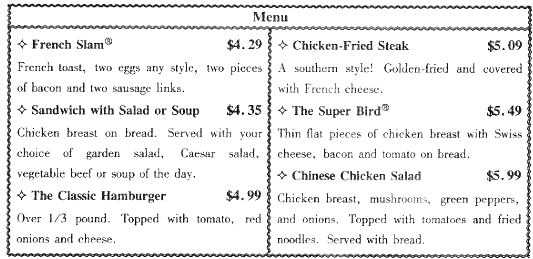 Menu
✧ French Slam® $4.29
French toast, two eggs any style, two pieces
of bacon and two sausage links.
✧ Sandwich with Salad or Soup $4.35
Chicken breast on bread. Served with your
choice of garden salad, Caesar salad,
vegetable beef or soup of the day.
✧ The Classic Hamburger $4.99
Over 1/3 pound. Topped with tomato, red
onions and cheese.
✧ Chicken-Fried Steak $5.09
A southern style! Golden-fried and covered
with French cheese.
✧ The Super Bird® $5.49
Thin flat pieces of chicken breast with Swiss
cheese, bacon and tomato on bread.
✧ Chinese Chicken Salad $5.99
Chicken breast, mushrooms, green peppers,
and onions. Topped with tomatoes and fried
noodles. Served with bread.